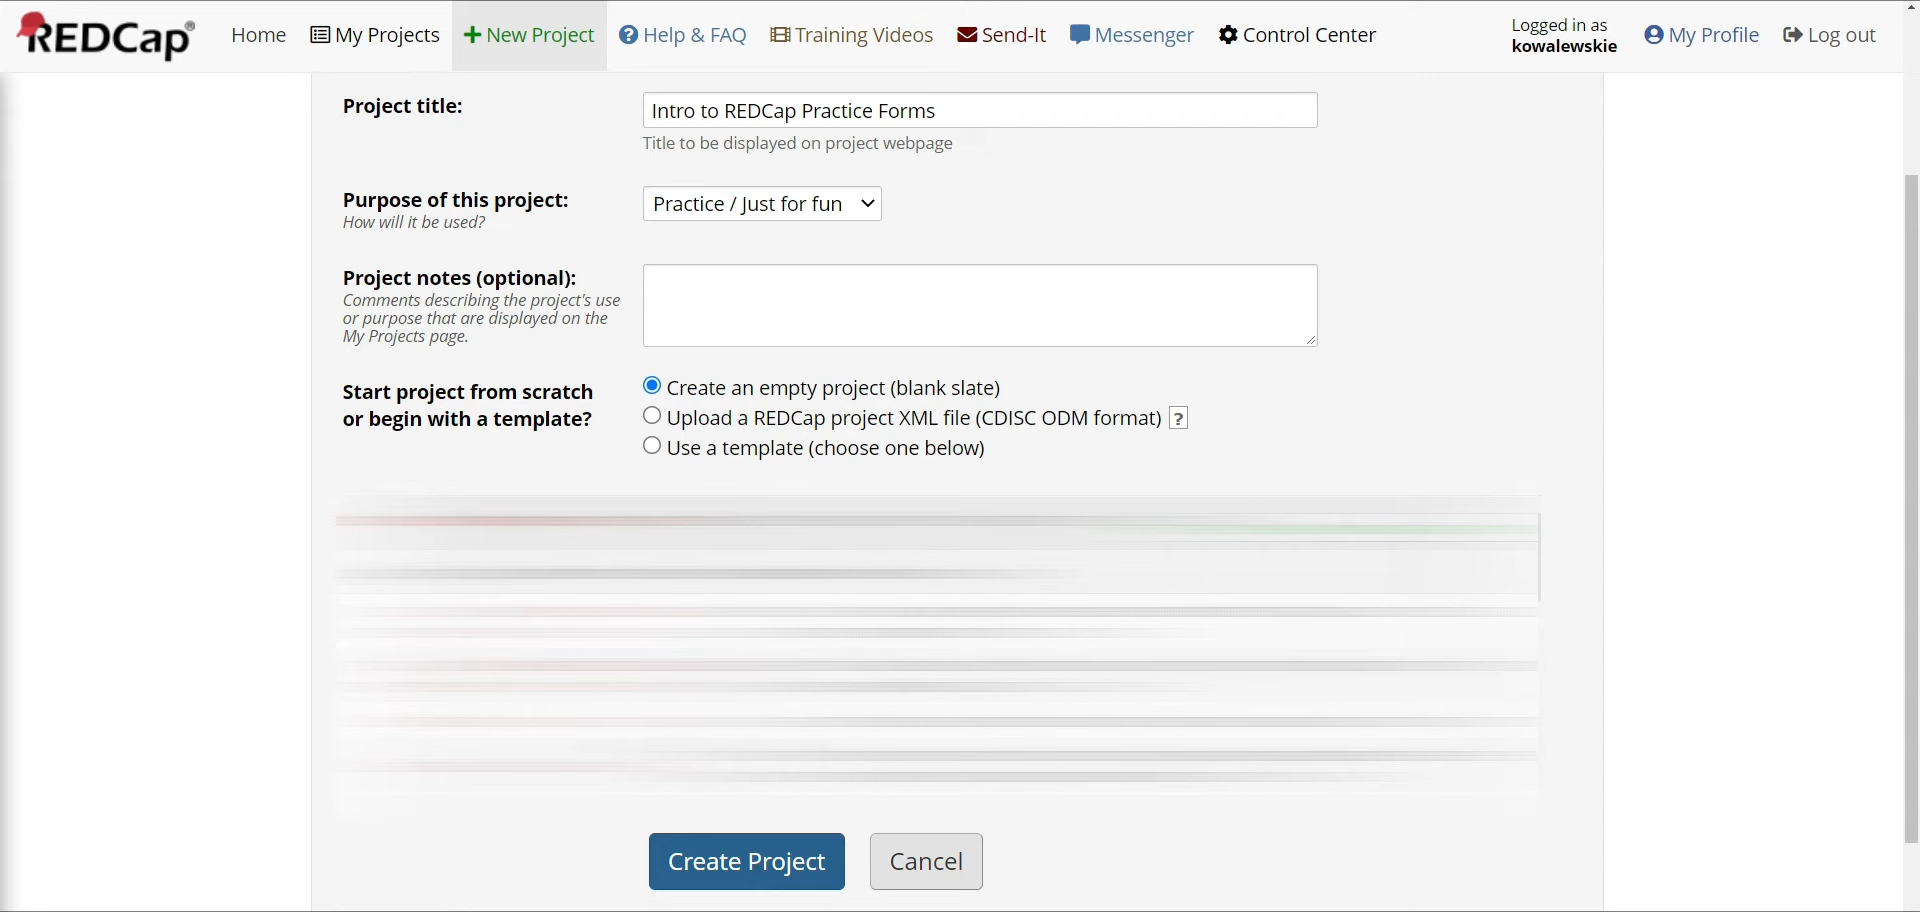 REDCap®
Home
My Projects
New Project
Help & FAQ
Training Videos
Send-It
Messenger
Control Center
Logged in as
kowalewskie
My Profile
Log out
Project title:
Intro to REDCap Practice Forms
Title to be displayed on project webpage
Purpose of this project:
How will it be used?
Practice / Just for fun
Project notes (optional):
Comments describing the project's use
or purpose that are displayed on the
My Projects page.
Start project from scratch
or begin with a template?
Create an empty project (blank slate)
Upload a REDCap project XML file (CDISC ODM format) ?
Use a template (choose one below)
Create Project
Cancel